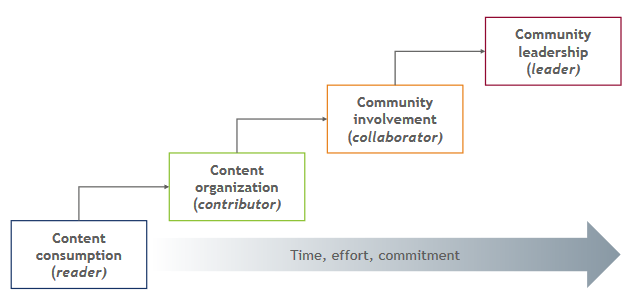 Community
leadership
(leader)
Community
involvement
(collaborator)
Content
organization
(contributor)
Content
consumption
(reader)
Time, effort, commitment